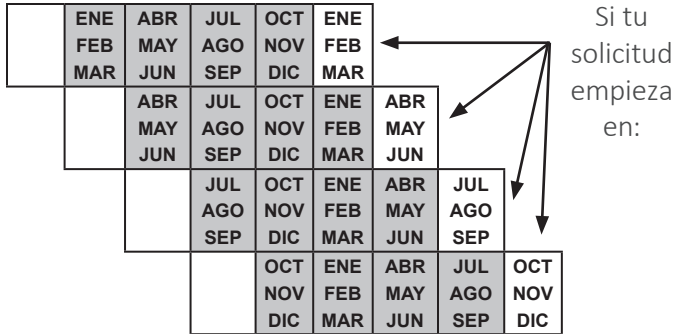 ENE ABR JUL OCT ENE
FEB MAY AGO NOV FEB
MAR JUN SEP DIC MAR
ABR JUL OCT ENE ABR
MAY AGO NOV FEB MAY
JUN SEP DIC MAR JUN
JUL OCT ENE ABR JUL
AGO NOV FEB MAY AGO
SEP DIC MAR JUN SEP
OCT ENE ABR JUL OCT
NOV FEB MAY AGO NOV
DIC MAR JUN SEP DIC
Si tu
solicitud
empieza
en: